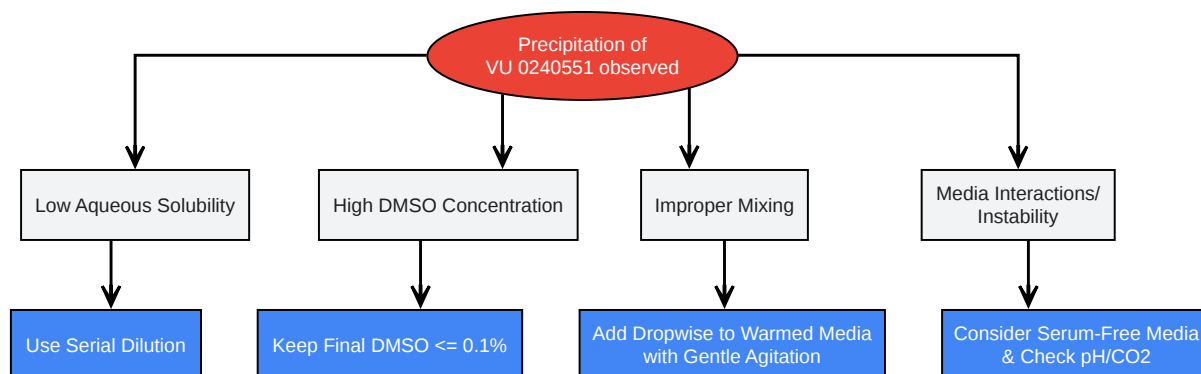 Precipitation of
VU 0240551 observed
Low Aqueous Solubility
High DMSO Concentration
Improper Mixing
Media Interactions/
Instability
Use Serial Dilution
Keep Final DMSO <= 0.1%
Add Dropwise to Warmed Media
with Gentle Agitation
Consider Serum-Free Media
& Check pH/CO2